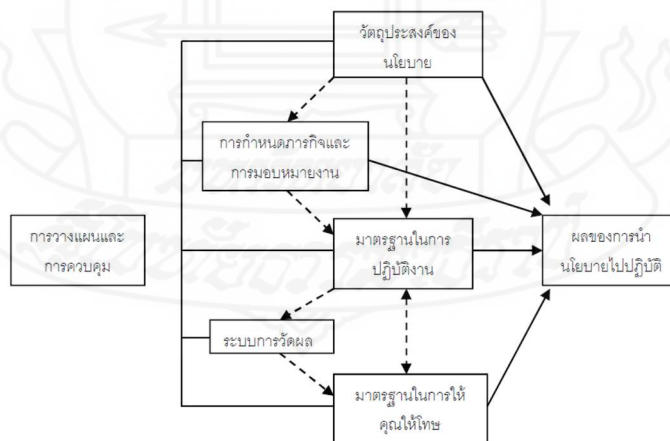 วัตถุประสงค์ของ
นโยบาย
การกำหนดภารกิจและ
การมอบหมายงาน
การวางแผนและ
การควบคุม
มาตรฐานในการ
ปฏิบัติงาน
ผลของการนำ
นโยบายไปปฏิบัติ
ระบบการวัดผล
มาตรฐานในการให้
คุณให้โทษ